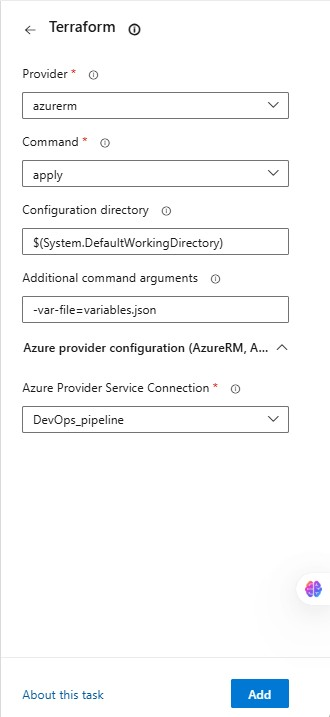 Terraform
Provider *
azurerm
Command *
apply
Configuration directory
$(System.DefaultWorkingDirectory)
Additional command arguments
-var-file=variables.json
Azure provider configuration (AzureRM, A...
Azure Provider Service Connection *
DevOps_pipeline
About this task
Add